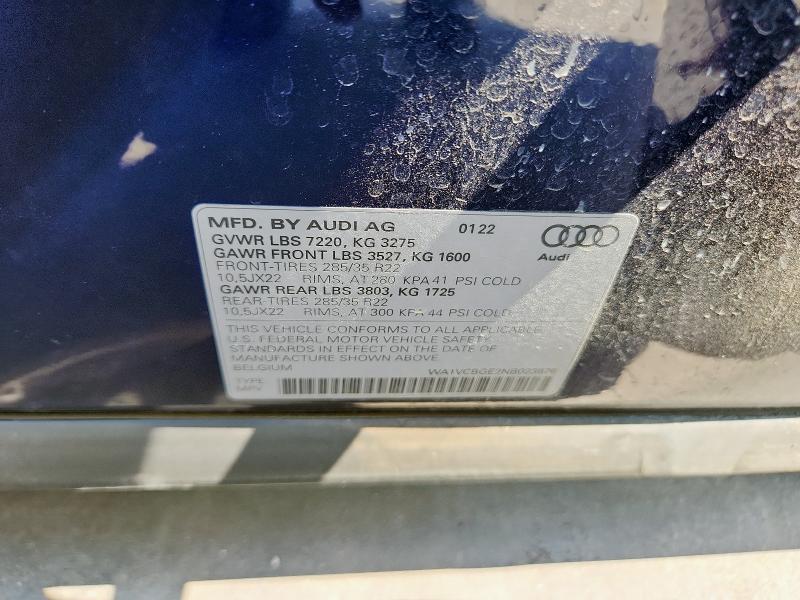 MFD. BY AUDI AG 01 22
GVWR LBS 7220, KG 3275
GAWR FRONT LBS 3527, KG 1600
FRONT-TIRES 285/35 R22
10,5JX22 RIMS, AT 280 KPA 41 PSI COLD
GAWR REAR LBS 3803, KG 1725
REAR-TIRES 285/35 R22
10,5JX22 RIMS, AT 300 KPA 44 PSI COLD
Audi
THIS VEHICLE CONFORMS TO ALL APPLICABLE
U.S. FEDERAL MOTOR VEHICLE SAFETY
STANDARDS IN EFFECT ON THE DATE OF
MANUFACTURE SHOWN ABOVE
BELGIUM
TYPE:
MPV